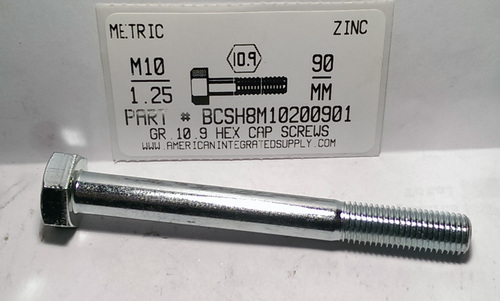 METRIC ZINC
M10 10.9 90
1.25 MM
PART # BCSH8M10200901
GR 10.9 HEX CAP SCREWS
WWW.AMERICANINTEGRATEDSUPPLY.COM